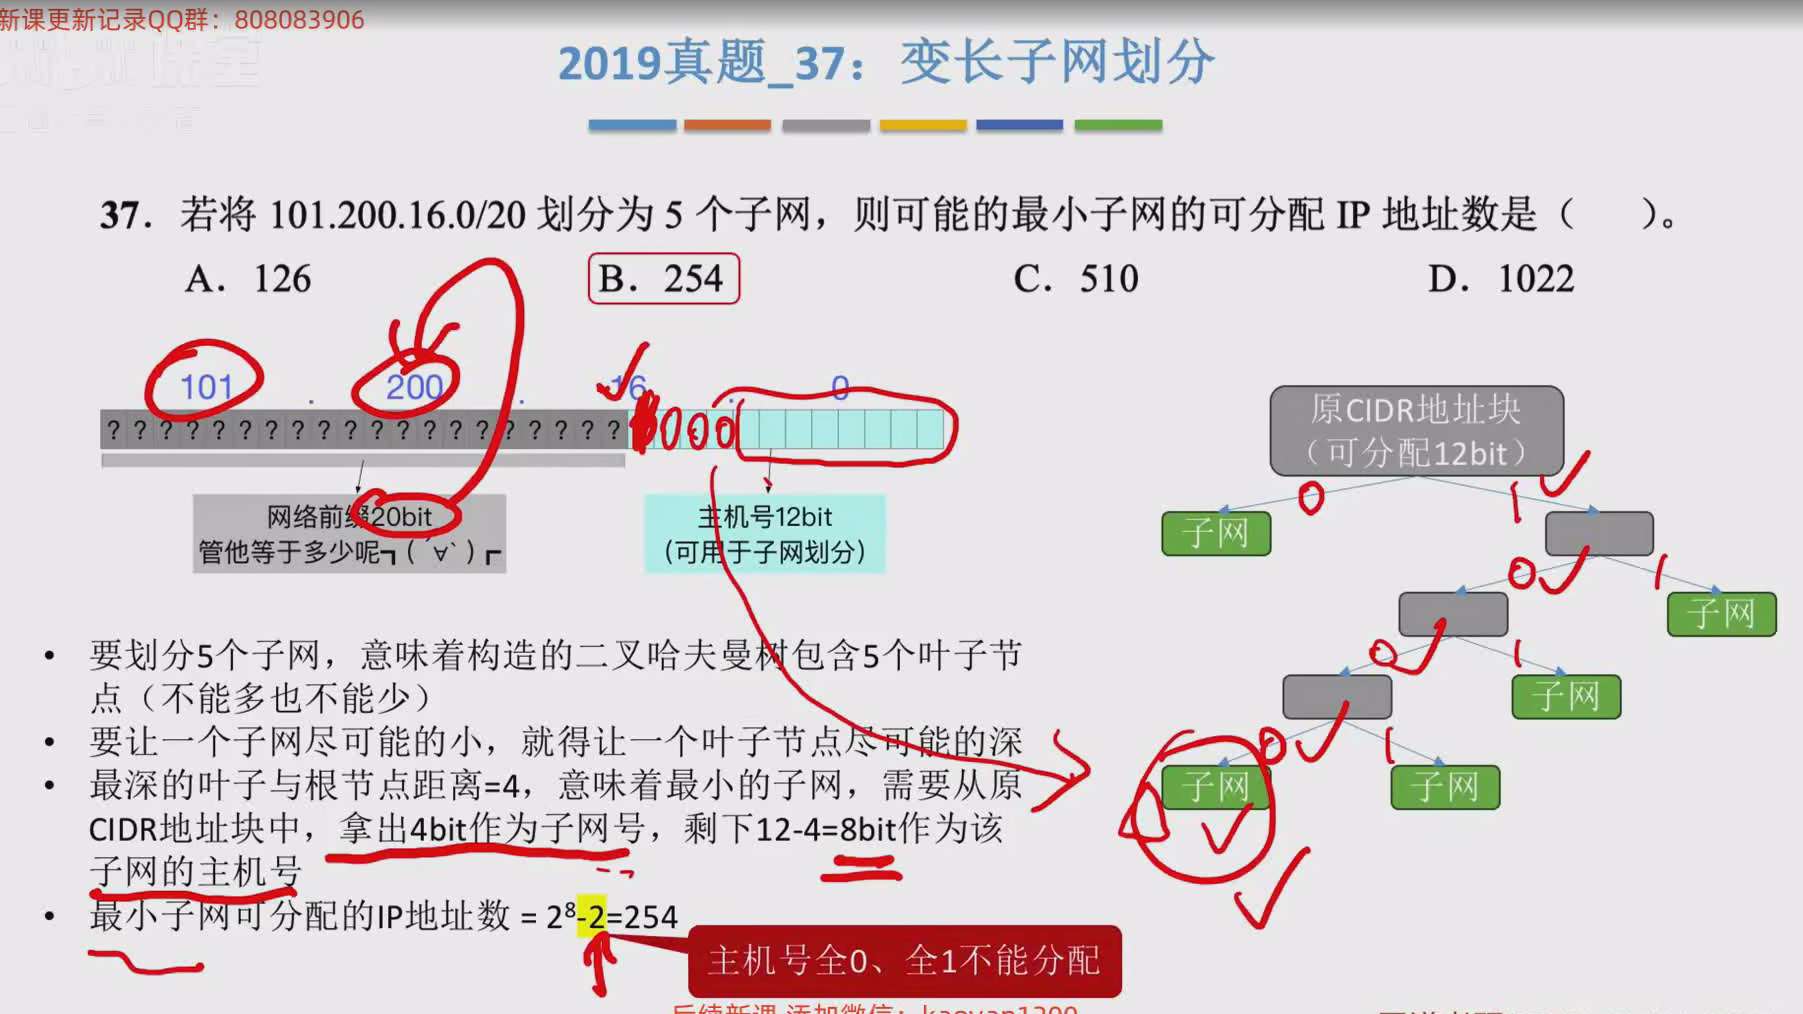 新课更新记录QQ群：808083906
2019真题_37：变长子网划分
37. 若将 101.200.16.0/20 划分为 5 个子网，则可能的最小子网的可分配 IP 地址数是（ ）。
A. 126 B. 254 C. 510 D. 1022
101 . 200 . 16 . 0
? ? ? ? ? ? ? ? ? ? ? ? ? ? ? ? ? ? ? ? 0 0 0
网络前缀20bit
管他等于多少呢┓(´∀`)┏
主机号12bit
（可用于子网划分）
原CIDR地址块
（可分配12bit）
0 1
子网
0 1
子网
0 1
子网
0 1
子网 子网
• 要划分5个子网，意味着构造的二叉哈夫曼树包含5个叶子节
点（不能多也不能少）
• 要让一个子网尽可能的小，就得让一个叶子节点尽可能的深
• 最深的叶子与根节点距离=4，意味着最小的子网，需要从原
CIDR地址块中，拿出4bit作为子网号，剩下12-4=8bit作为该
子网的主机号
• 最小子网可分配的IP地址数 = 2⁸-2=254
主机号全0、全1不能分配